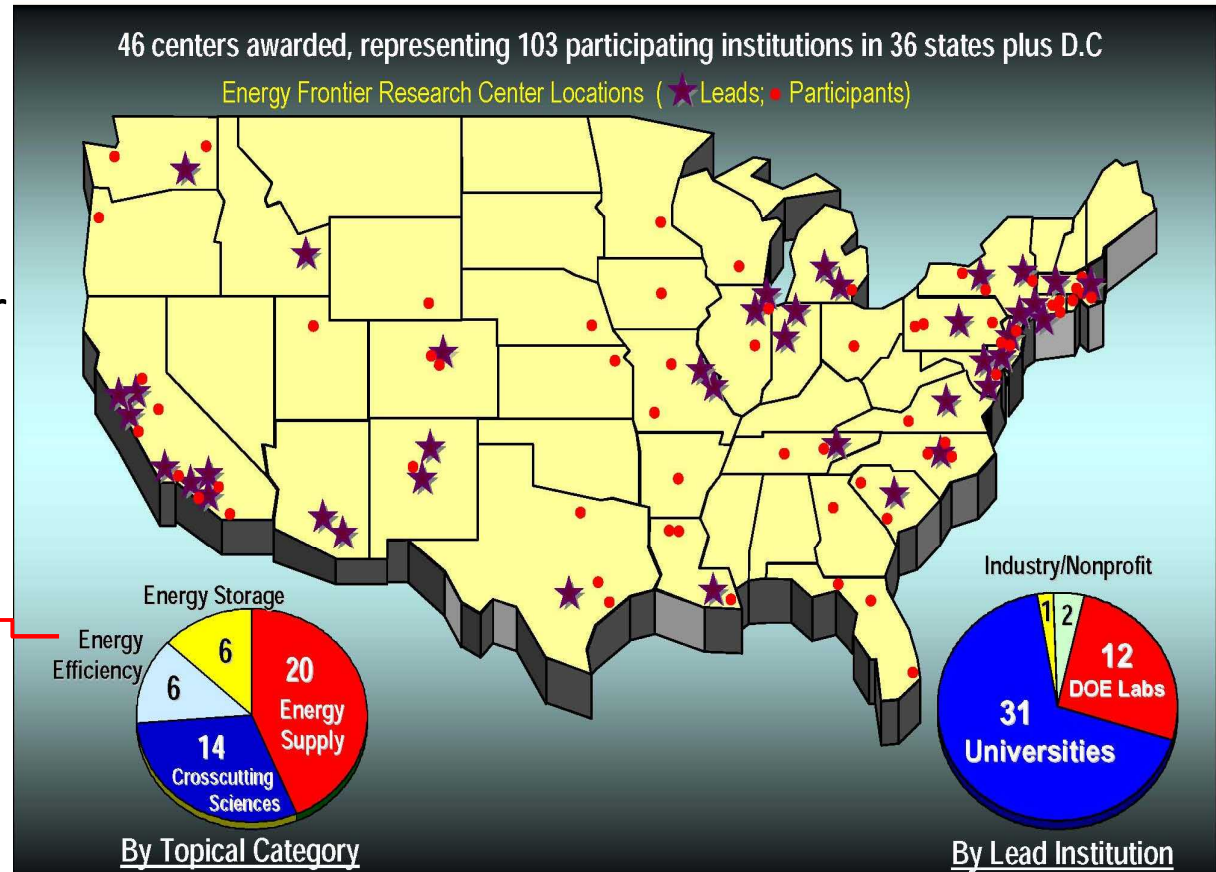 46 centers awarded, representing 103 participating institutions in 36 states plus D.C
Energy Frontier Research Center Locations ( Leads; Participants)
Energy Storage
Energy
Efficiency
6
6
20
Energy
Supply
14
Crosscutting
Sciences
By Topical Category
Industry/Nonprofit
1
2
12
DOE Labs
31
Universities
By Lead Institution